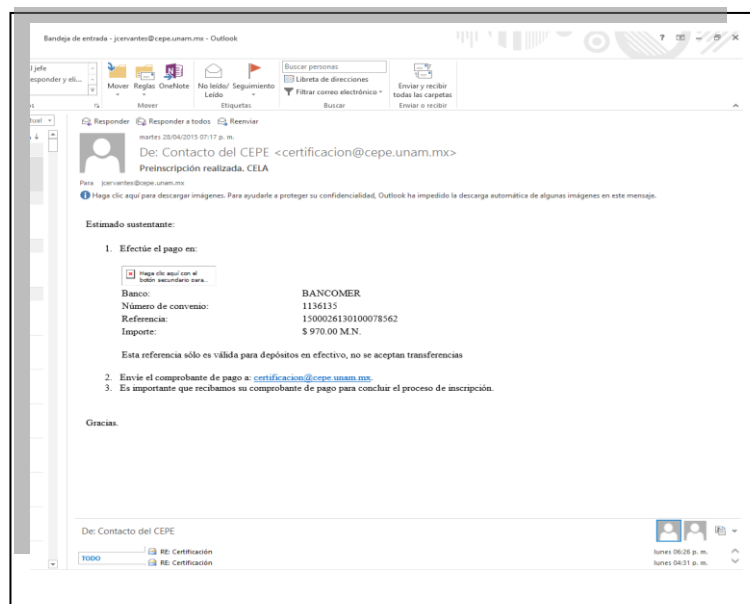 Bandeja de entrada - jcervantes@cepe.unam.mx - Outlook
l jefe
esponder y eli...
Mover Reglas OneNote
No leído/ Leído
Seguimiento
Buscar personas
Libreta de direcciones
Filtrar correo electrónico
Enviar y recibir todas las carpetas
Mover
Etiquetas
Buscar
Enviar o recibir
tual
Responder Responder a todos Reenviar
martes 28/04/2015 07:17 p. m.
De: Contacto del CEPE <certificacion@cepe.unam.mx>
Preinscripción realizada. CELA
Para jcervantes@cepe.unam.mx
Haga clic aquí para descargar imágenes. Para ayudarle a proteger su confidencialidad, Outlook ha impedido la descarga automática de algunas imágenes en este mensaje.
Estimado sustentante:
1. Efectúe el pago en:
Haga clic aquí con el
botón secundario para...
Banco: BANCOMER
Número de convenio: 1136135
Referencia: 1500026130100078562
Importe: $ 970.00 M.N.
Esta referencia sólo es válida para depósitos en efectivo, no se aceptan transferencias
2. Envíe el comprobante de pago a: certificacion@cepe.unam.mx.
3. Es importante que recibamos su comprobante de pago para concluir el proceso de inscripción.
Gracias.
De: Contacto del CEPE
TODO
RE: Certificación lunes 06:26 p. m.
RE: Certificación lunes 04:31 p. m.